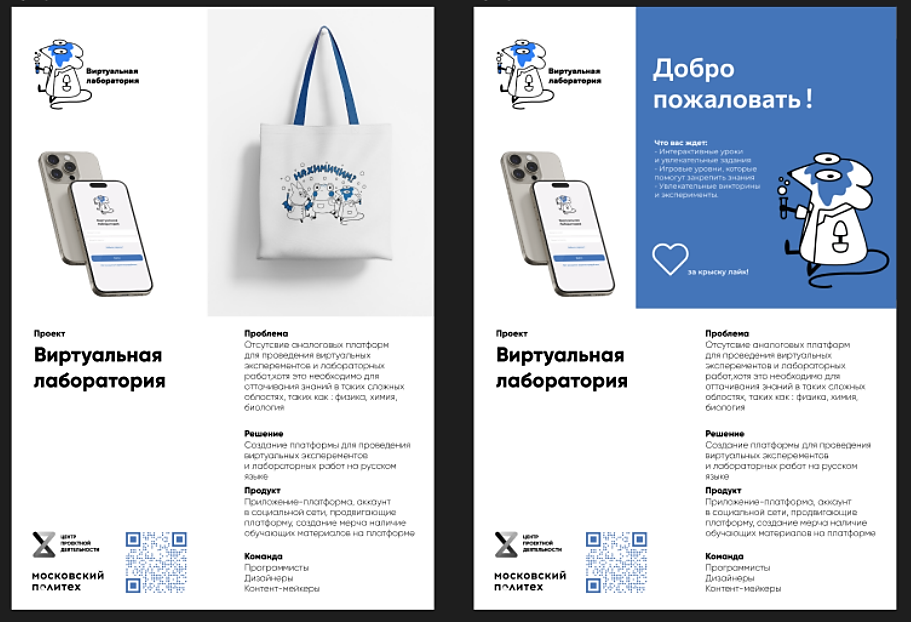 Виртуальная
лаборатория
НАХИМИЧИМ!
Проект
Виртуальная
лаборатория
Проблема
Отсутсвие аналоговых платформ
для проведения виртуальных
эксперементов и лабораторных
работ,хотя это необходимо для
оттачивания знаний в таких сложных
облостях, таких как : физика, химия,
биология
Решение
Создание платформы для проведения
виртуальных эксперементов
и лабораторных работ на русском
языке
Продукт
Приложение-платформа, аккаунт
в социальной сети, продвигающие
платформу, создание мерча наличие
обучающих материалов на платформе
Команда
Программисты
Дизайнеры
Контент-мейкеры
ЦЕНТР
ПРОЕКТНОЙ
ДЕЯТЕЛЬНОСТИ
московский
политех
Виртуальная
лаборатория
Добро
пожаловать!
Что вас ждет:
- Интерактивные уроки
и увлекательные задания.
- Игровые уровни, которые
помогут закрепить знания
- Увлекательные викторины
и эксперименты.
за крыску лайк!
Проект
Виртуальная
лаборатория
Проблема
Отсутсвие аналоговых платформ
для проведения виртуальных
эксперементов и лабораторных
работ,хотя это необходимо для
оттачивания знаний в таких сложных
облостях, таких как : физика, химия,
биология
Решение
Создание платформы для проведения
виртуальных эксперементов
и лабораторных работ на русском
языке
Продукт
Приложение-платформа, аккаунт
в социальной сети, продвигающие
платформу, создание мерча наличие
обучающих материалов на платформе
Команда
Программисты
Дизайнеры
Контент-мейкеры
ЦЕНТР
ПРОЕКТНОЙ
ДЕЯТЕЛЬНОСТИ
московский
политех